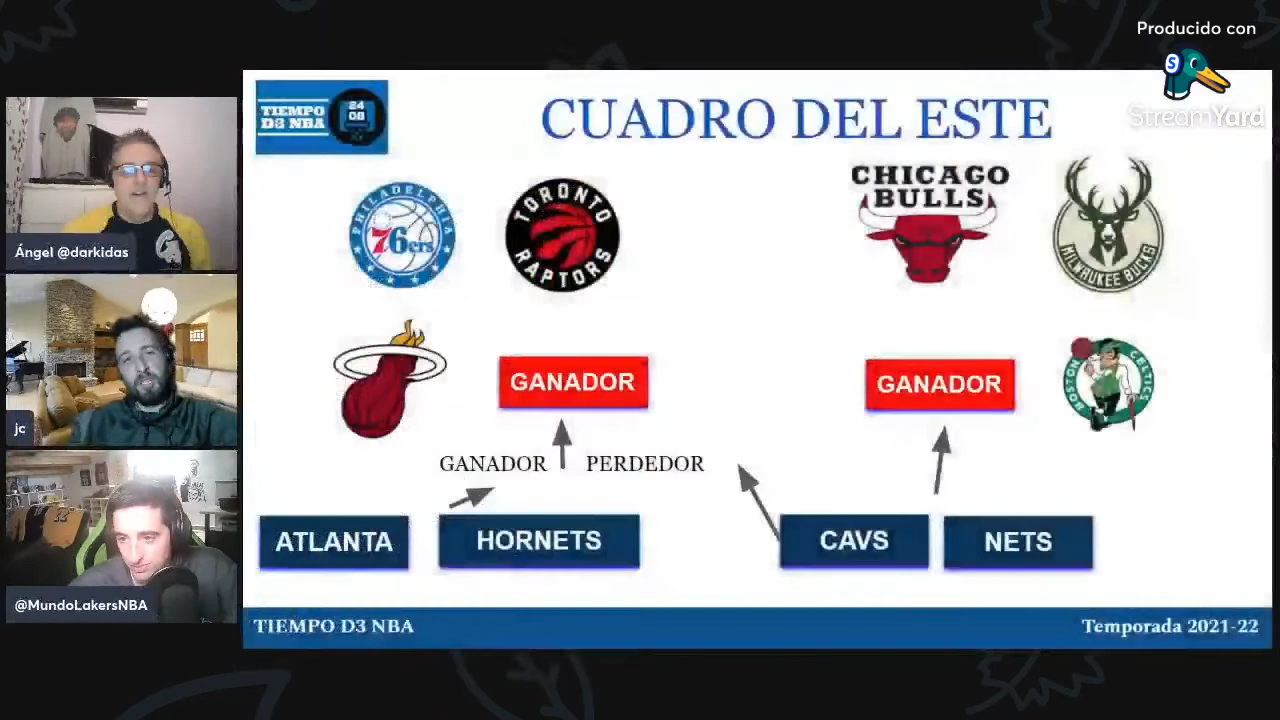 Producido con
StreamYard
TIEMPO
D3 NBA
24
08
CUADRO DEL ESTE
PHILADELPHIA
76ers
TORONTO
RAPTORS
CHICAGO
BULLS
MILWAUKEE BUCKS
Ángel @darkidas
GANADOR
GANADOR
BOSTON
CELTICS
jc
GANADOR
PERDEDOR
ATLANTA
HORNETS
CAVS
NETS
@MundoLakersNBA
TIEMPO D3 NBA
Temporada 2021-22